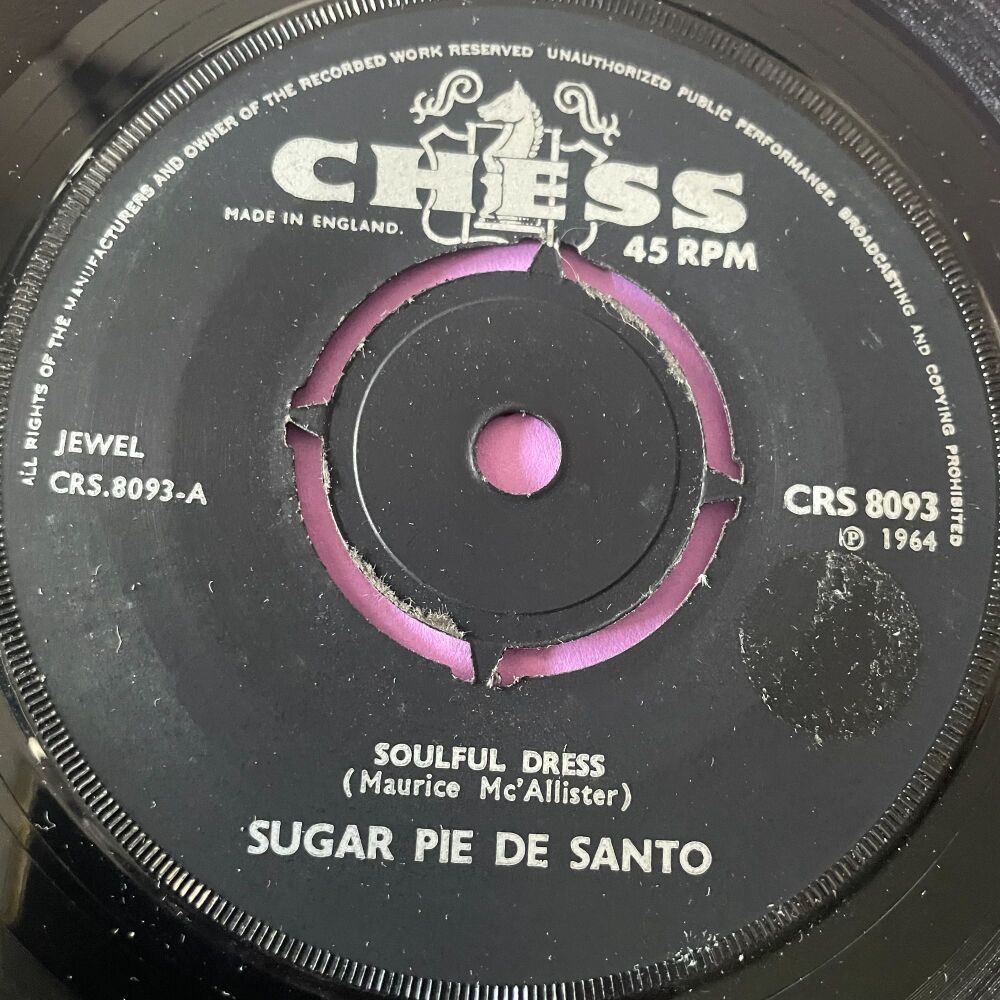 ALL RIGHTS OF THE MANUFACTURERS AND OWNER OF THE RECORDED WORK RESERVED UNAUTHORIZED PUBLIC PERFORMANCE, BROADCASTING AND COPYING PROHIBITED
CHESS
MADE IN ENGLAND.
45 RPM
JEWEL
CRS.8093-A
CRS 8093
Ⓟ 1964
SOULFUL DRESS
(Maurice Mc'Allister)
SUGAR PIE DE SANTO